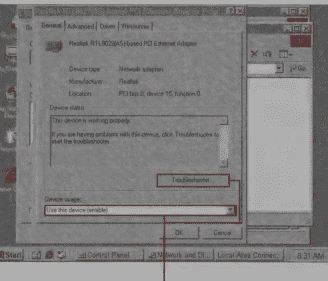 General Advanced Driver Resources
Realtek RTL8029(AS)-based PCI Ethernet Adapter
Device type: Network adapters
Manufacturer: Realtek
Location: PCI bus 0, device 15, function 0
Go
Device status
This device is working properly.
If you are having problems with this device, click Troubleshooter to
start the troubleshooter.
Troubleshooter...
Device usage:
Use this device (enable)
OK Cancel
Start Control Panel Network and Di... Local Area Connec... 8:31 AM